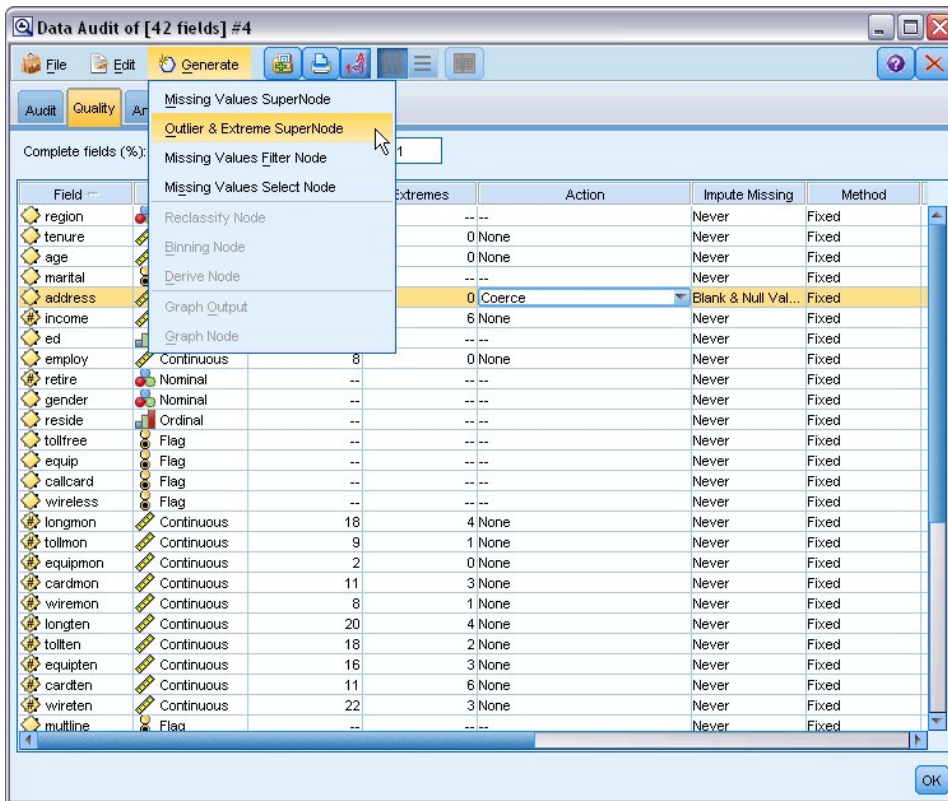 Data Audit of [42 fields] #4
File Edit Generate
Audit Quality An
Missing Values SuperNode
Outlier & Extreme SuperNode
Missing Values Filter Node
Missing Values Select Node
Reclassify Node
Binning Node
Derive Node
Graph Output
Graph Node
Complete fields (%): 1
Field Extremes Action Impute Missing Method
region -- -- Never Fixed
tenure 0 None Never Fixed
age 0 None Never Fixed
marital -- -- Never Fixed
address 0 Coerce Blank & Null Val... Fixed
income 6 None Never Fixed
ed -- -- Never Fixed
employ Continuous 8 0 None Never Fixed
retire Nominal -- -- -- Never Fixed
gender Nominal -- -- -- Never Fixed
reside Ordinal -- -- -- Never Fixed
tollfree Flag -- -- -- Never Fixed
equip Flag -- -- -- Never Fixed
callcard Flag -- -- -- Never Fixed
wireless Flag -- -- -- Never Fixed
longmon Continuous 18 4 None Never Fixed
tollmon Continuous 9 1 None Never Fixed
equipmon Continuous 2 0 None Never Fixed
cardmon Continuous 11 3 None Never Fixed
wiremon Continuous 8 1 None Never Fixed
longten Continuous 20 4 None Never Fixed
tollten Continuous 18 2 None Never Fixed
equipten Continuous 16 3 None Never Fixed
cardten Continuous 11 6 None Never Fixed
wireten Continuous 22 3 None Never Fixed
multline Flag -- -- -- Never Fixed
OK